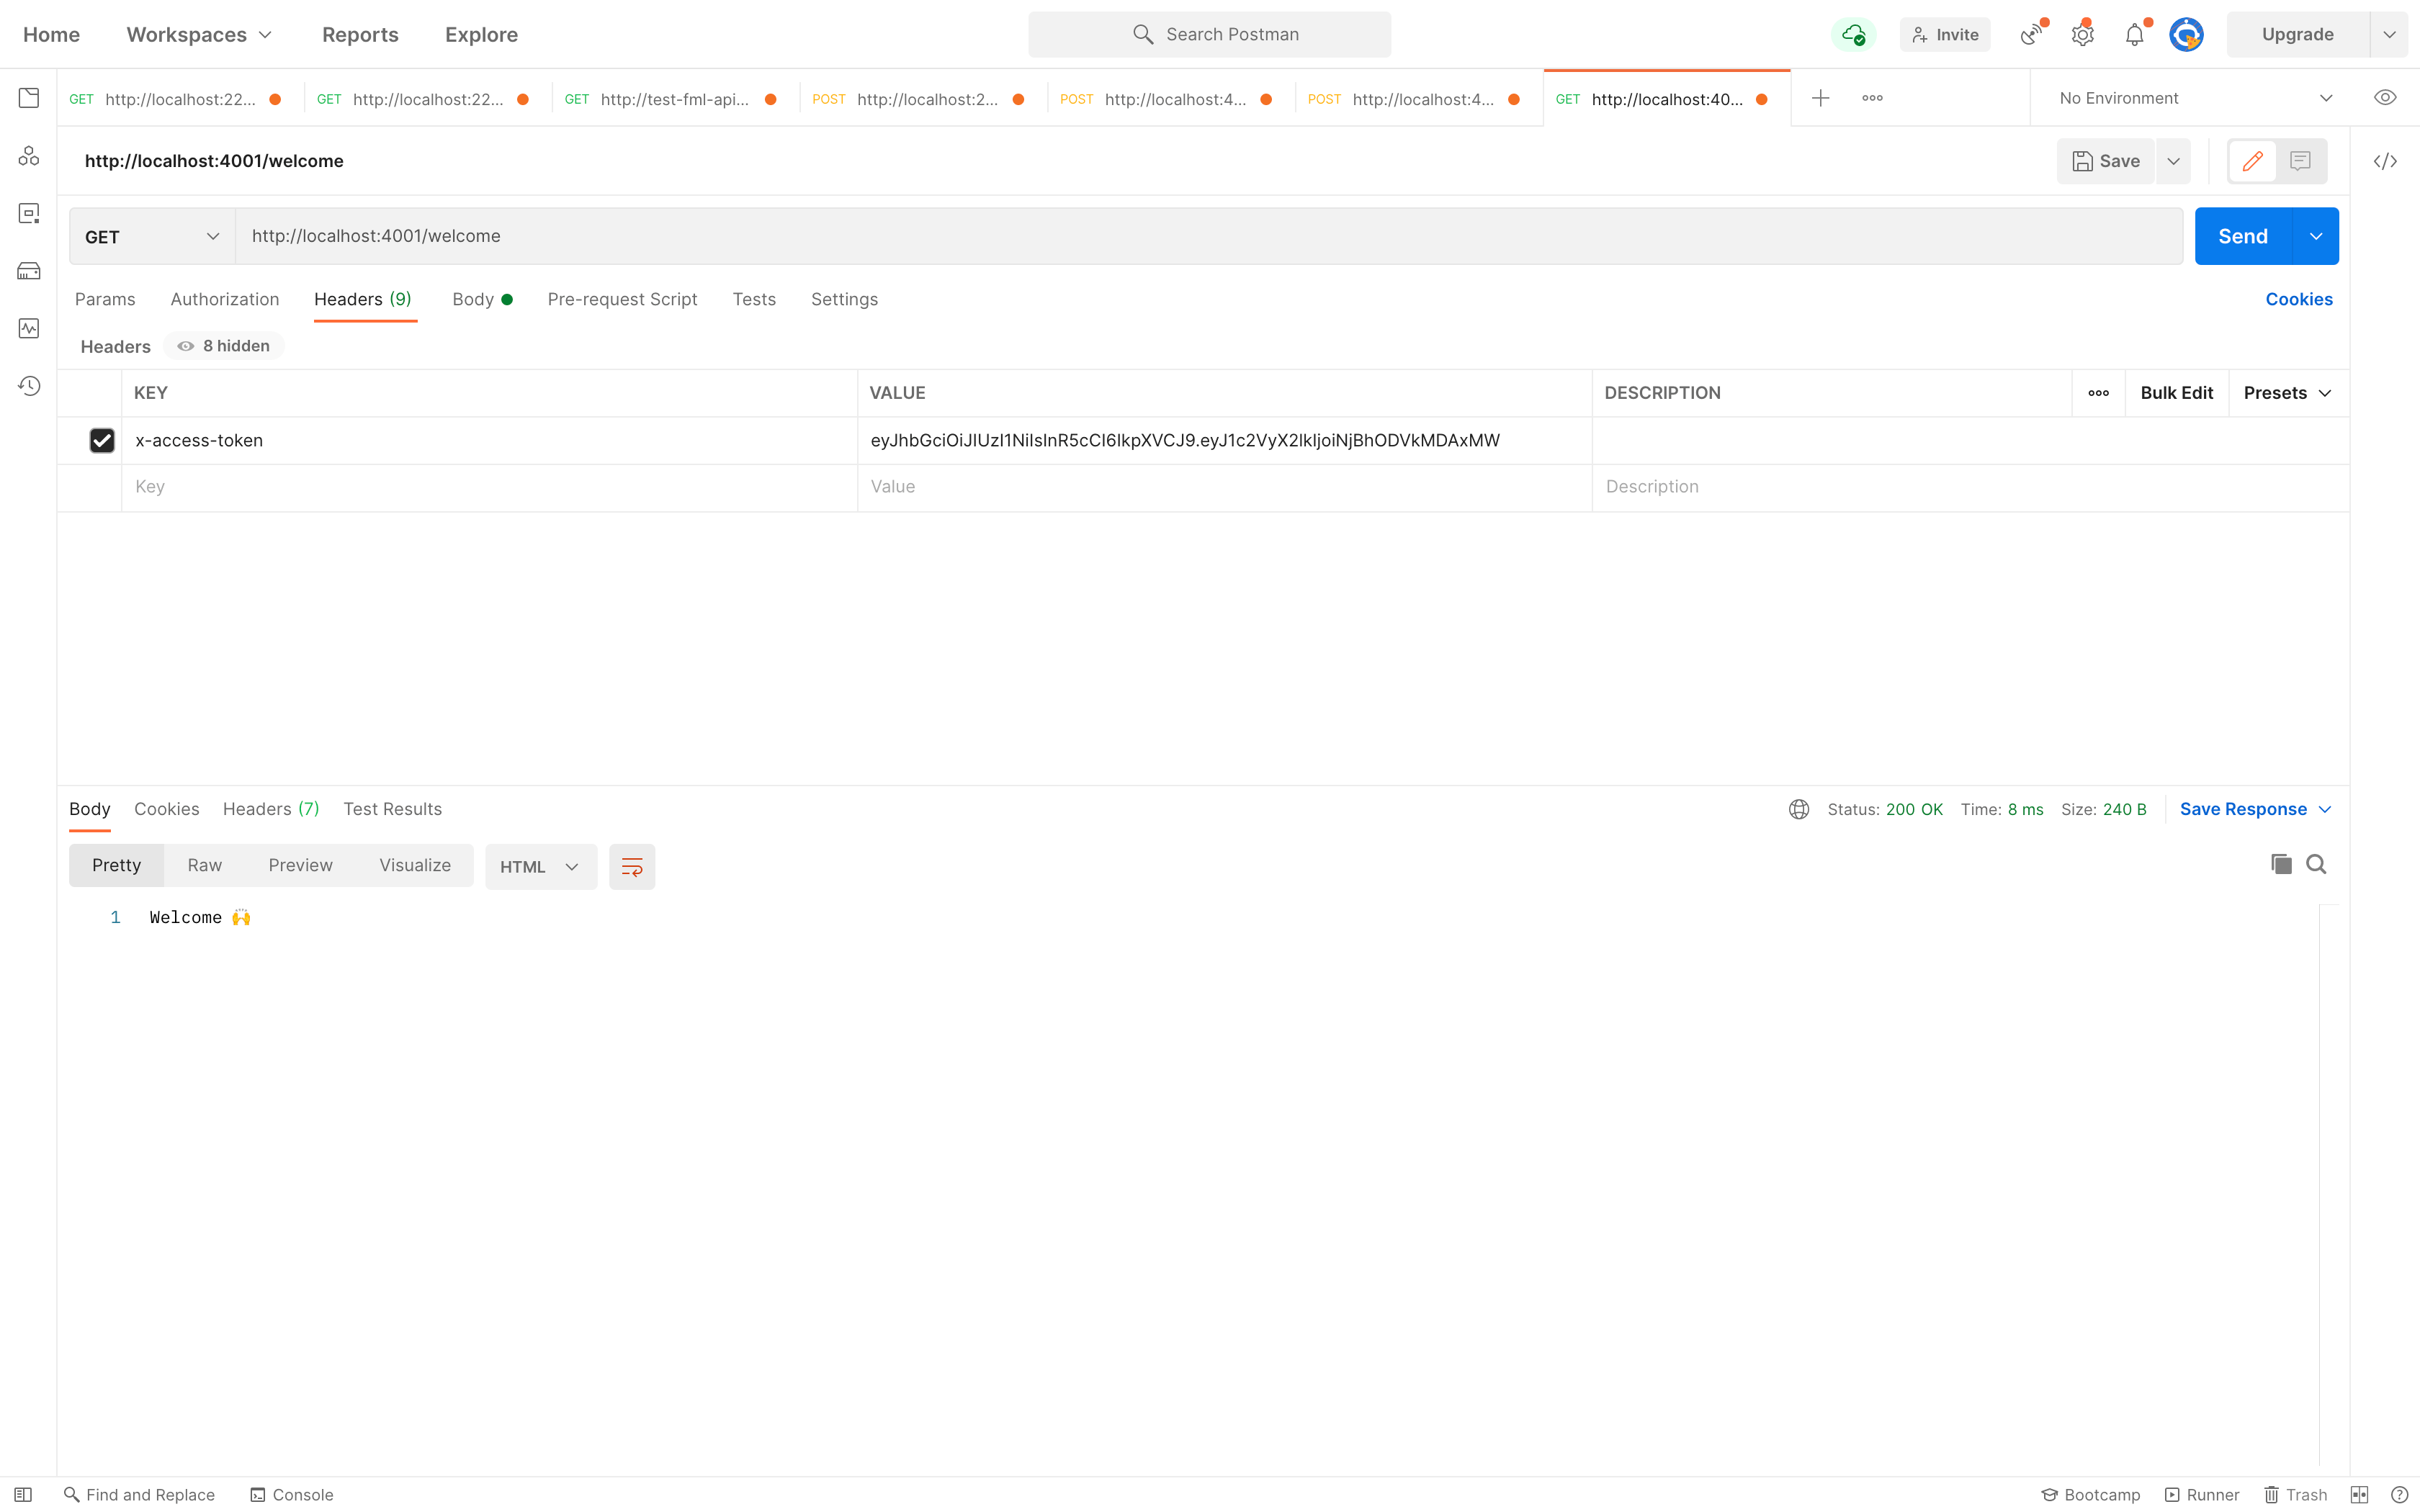 Home Workspaces Reports Explore Search Postman Invite Upgrade
GET http://localhost:22... GET http://localhost:22... GET http://test-fml-api... POST http://localhost:2... POST http://localhost:4... POST http://localhost:4... GET http://localhost:40... No Environment
http://localhost:4001/welcome Save
GET http://localhost:4001/welcome Send
Params Authorization Headers (9) Body Pre-request Script Tests Settings Cookies
Headers 8 hidden
KEY VALUE DESCRIPTION Bulk Edit Presets
x-access-token eyJhbGciOiJIUzI1NiIsInR5cCI6IkpXVCJ9.eyJ1c2VyX2lkIjoiNjBhODVkMDAxMW
Key Value Description
Body Cookies Headers (7) Test Results Status: 200 OK Time: 8 ms Size: 240 B Save Response
Pretty Raw Preview Visualize HTML
1 Welcome 🙌
Find and Replace Console Bootcamp Runner Trash